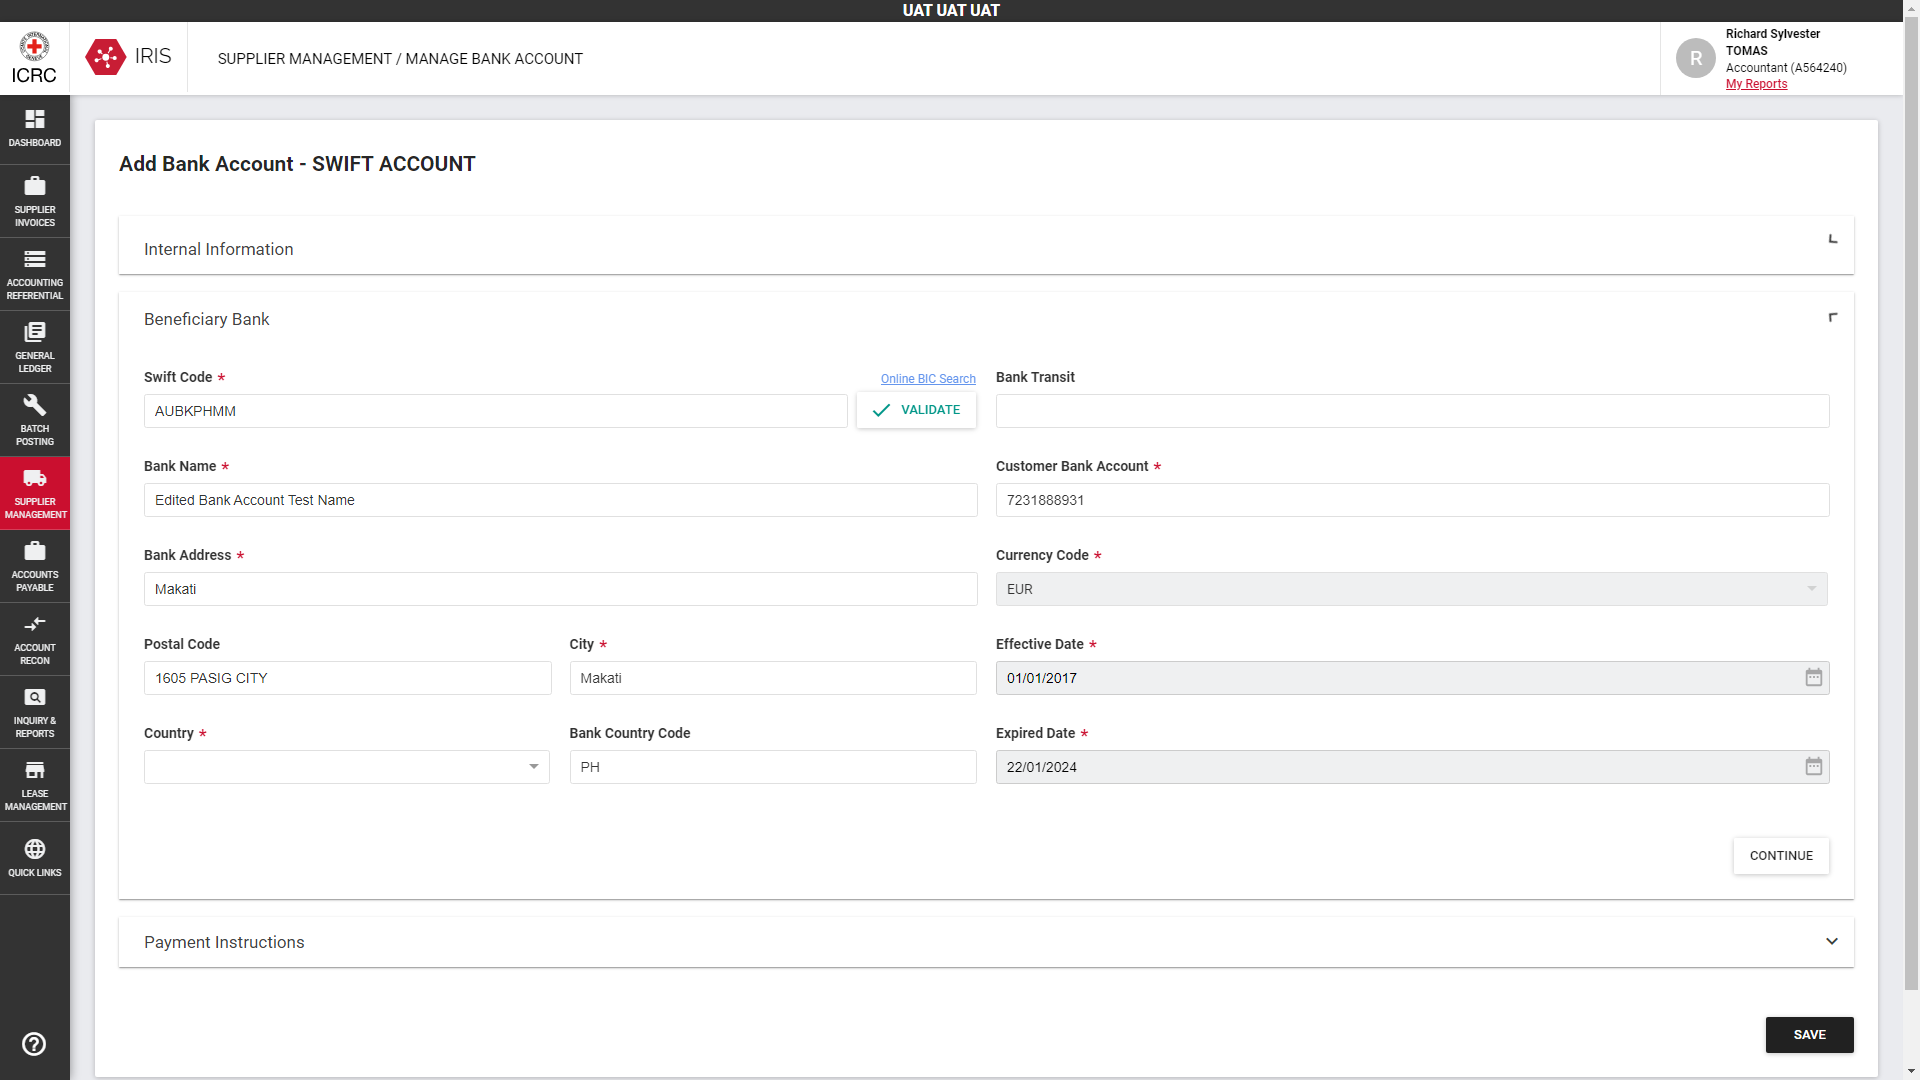 UAT UAT UAT
ICRC
IRIS
SUPPLIER MANAGEMENT / MANAGE BANK ACCOUNT
R
Richard Sylvester
TOMAS
Accountant (A564240)
My Reports
DASHBOARD
SUPPLIER
INVOICES
ACCOUNTING
REFERENTIAL
GENERAL
LEDGER
BATCH
POSTING
SUPPLIER
MANAGEMENT
ACCOUNTS
PAYABLE
ACCOUNT
RECON
INQUIRY &
REPORTS
LEASE
MANAGEMENT
QUICK LINKS
Add Bank Account - SWIFT ACCOUNT
Internal Information
Beneficiary Bank
Swift Code *
Online BIC Search
AUBKPHMM
VALIDATE
Bank Transit
Bank Name *
Edited Bank Account Test Name
Customer Bank Account *
7231888931
Bank Address *
Makati
Currency Code *
EUR
Postal Code
1605 PASIG CITY
City *
Makati
Effective Date *
01/01/2017
Country *
Bank Country Code
PH
Expired Date *
22/01/2024
CONTINUE
Payment Instructions
SAVE